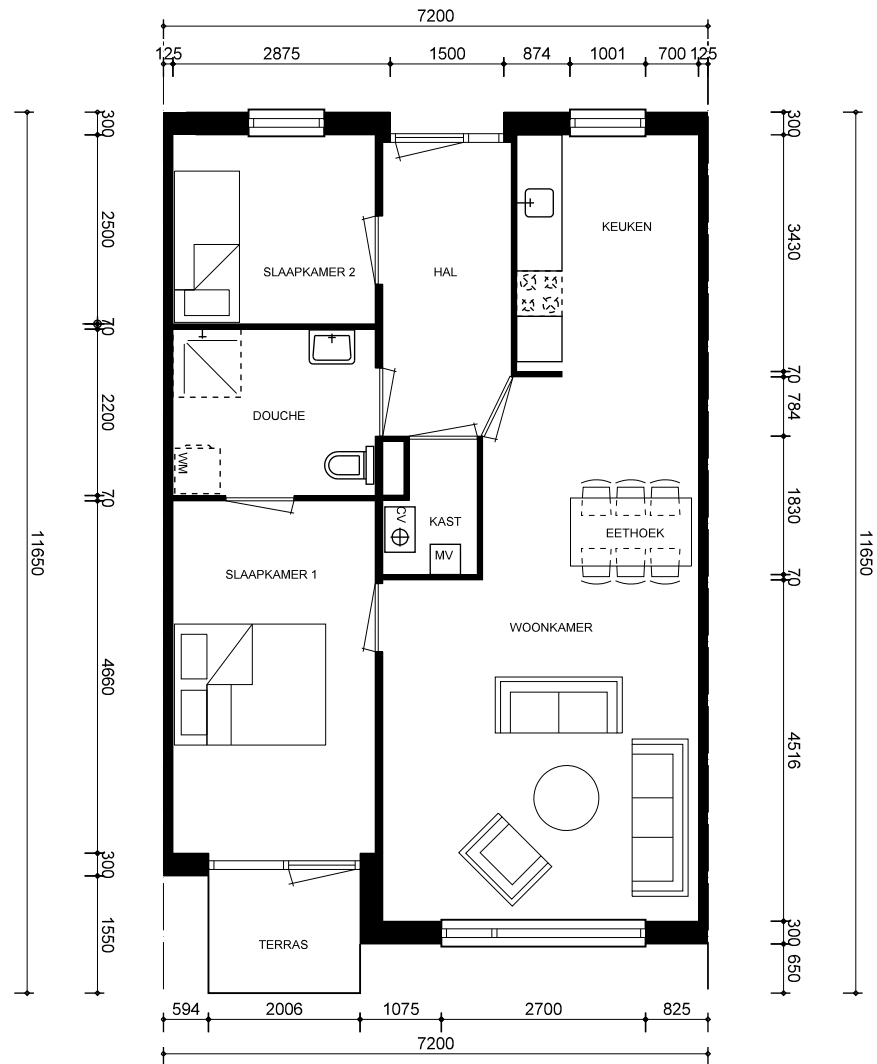 7200
125 2875 1500 874 1001 700 125
300
300
2500
3430
KEUKEN
SLAAPKAMER 2
HAL
70
70
784
2200
DOUCHE
WM
70
1830
CV
KAST
MV
EETHOEK
11650
11650
SLAAPKAMER 1
70
WOONKAMER
4660
4516
300
1550
TERRAS
300
650
594 2006 1075 2700 825
7200